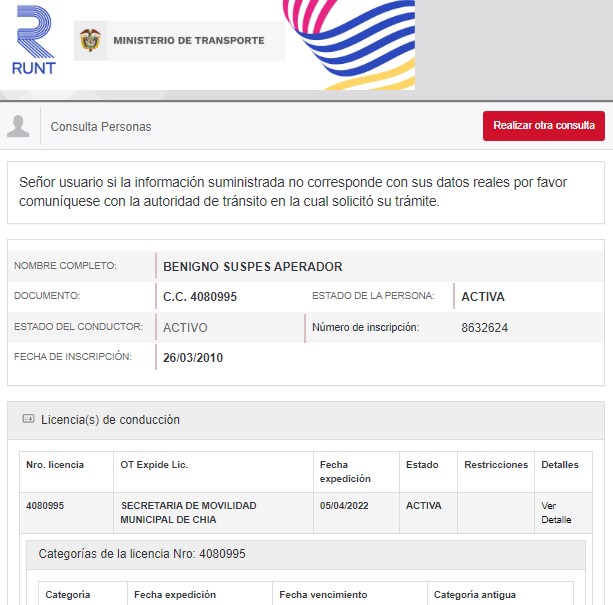 RUNT
MINISTERIO DE TRANSPORTE
Consulta Personas
Realizar otra consulta
Señor usuario si la información suministrada no corresponde con sus datos reales por favor
comuníquese con la autoridad de tránsito en la cual solicitó su trámite.
NOMBRE COMPLETO: BENIGNO SUSPES APERADOR
DOCUMENTO: C.C. 4080995 ESTADO DE LA PERSONA: ACTIVA
ESTADO DEL CONDUCTOR: ACTIVO Número de inscripción: 8632624
FECHA DE INSCRIPCIÓN: 26/03/2010
Licencia(s) de conducción
Nro. licencia OT Expide Lic. Fecha Estado Restricciones Detalles
expedición
4080995 SECRETARIA DE MOVILIDAD 05/04/2022 ACTIVA Ver
MUNICIPAL DE CHIA Detalle
Categorías de la licencia Nro: 4080995
Categoría Fecha expedición Fecha vencimiento Categoría antigua